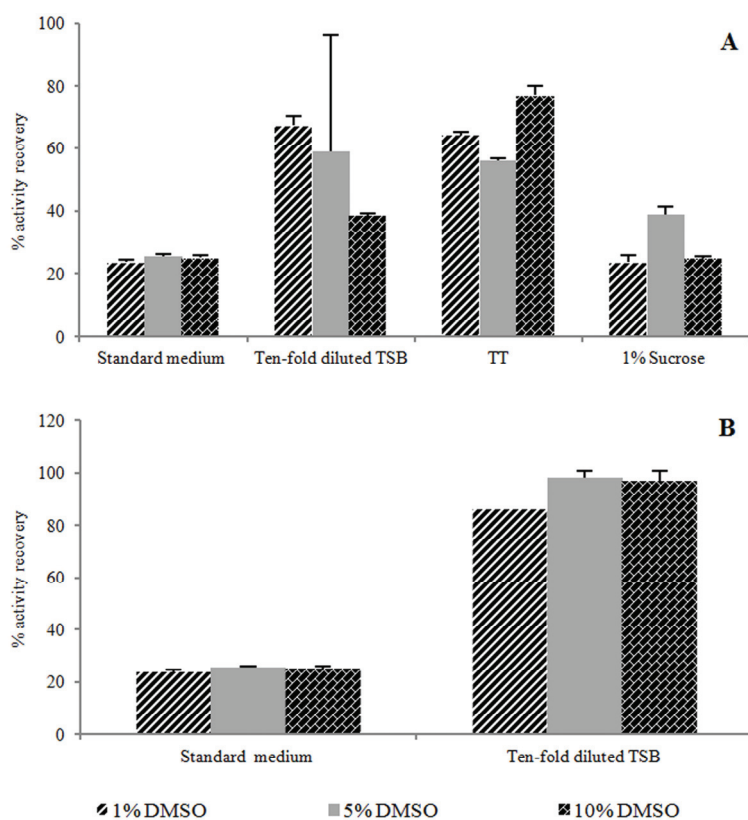 100
A
80
60
40
20
0
% activity recovery
Standard medium
Ten-fold diluted TSB
TT
1% Sucrose
120
B
100
80
60
40
20
0
% activity recovery
Standard medium
Ten-fold diluted TSB
1% DMSO
5% DMSO
10% DMSO